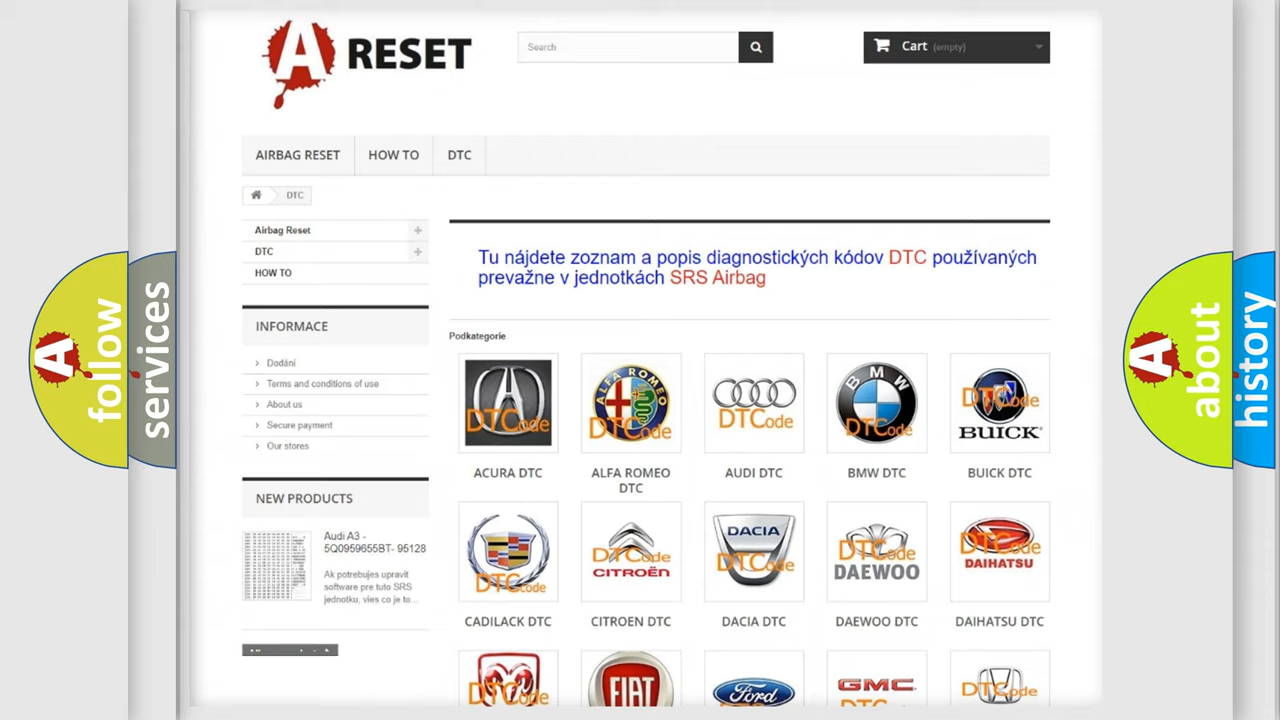 A RESET
Search
Cart (empty)
AIRBAG RESET
HOW TO
DTC
DTC
Airbag Reset
DTC
HOW TO
Tu nájdete zoznam a popis diagnostických kódov DTC používaných
prevažne v jednotkách SRS Airbag
INFORMACE
Dodání
Terms and conditions of use
About us
Secure payment
Our stores
Podkategorie
DTCode
ALFA ROMEO
DTCode
DTCode
BMW
DTCode
DTCode
BUICK
ACURA DTC
ALFA ROMEO
DTC
AUDI DTC
BMW DTC
BUICK DTC
NEW PRODUCTS
Audi A3 -
5Q0959655BT- 95128
Ak potrebujes upravit
software pre tuto SRS
jednotku, vies co je to...
DTCode
DTCode
CITROËN
DACIA
DTCode
DTCode
DAEWOO
DTCode
DAIHATSU
CADILACK DTC
CITROEN DTC
DACIA DTC
DAEWOO DTC
DAIHATSU DTC
DTCode
FIAT
Ford
GMC
DTCode
A follow
services
A about
history